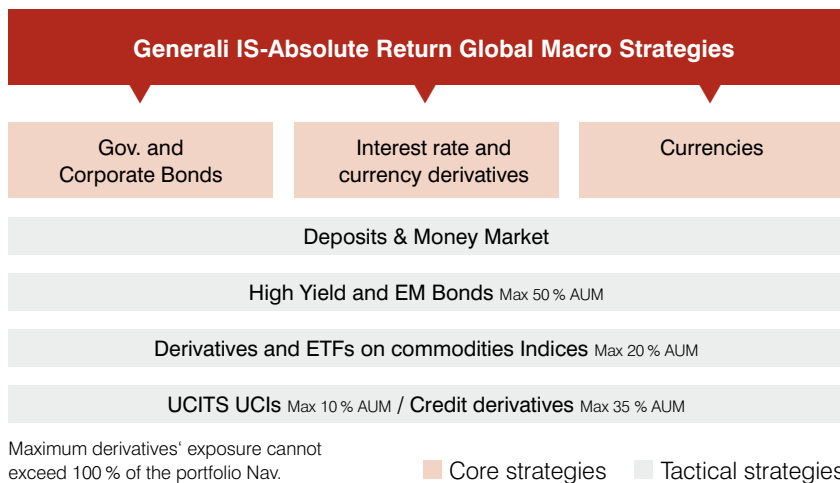 Generali IS-Absolute Return Global Macro Strategies
Gov. and
Corporate Bonds
Interest rate and
currency derivatives
Currencies
Deposits & Money Market
High Yield and EM Bonds Max 50 % AUM
Derivatives and ETFs on commodities Indices Max 20 % AUM
UCITS UCIs Max 10 % AUM / Credit derivatives Max 35 % AUM
Maximum derivatives‘ exposure cannot
exceed 100 % of the portfolio Nav.
Core strategies
Tactical strategies